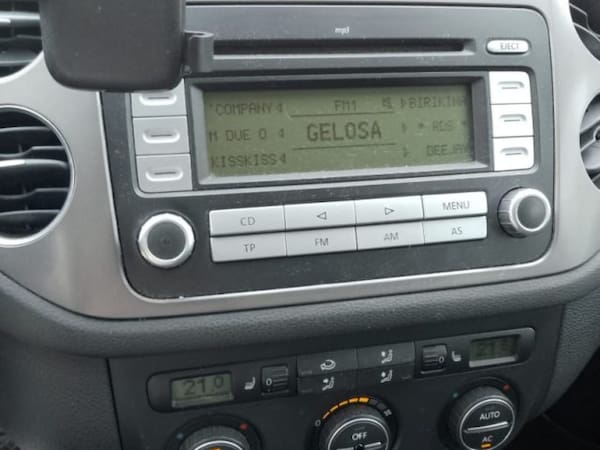 mp3
EJECT
'COMPANY◂ FM1 ▹BIRIKINA
M DUE O ◂ GELOSA ▹ * RDS *
KISSKISS◂ ▹ DEEJAY
CD ◁ ▷ MENU
TP FM AM AS
21.0
OFF
AUTO
AC